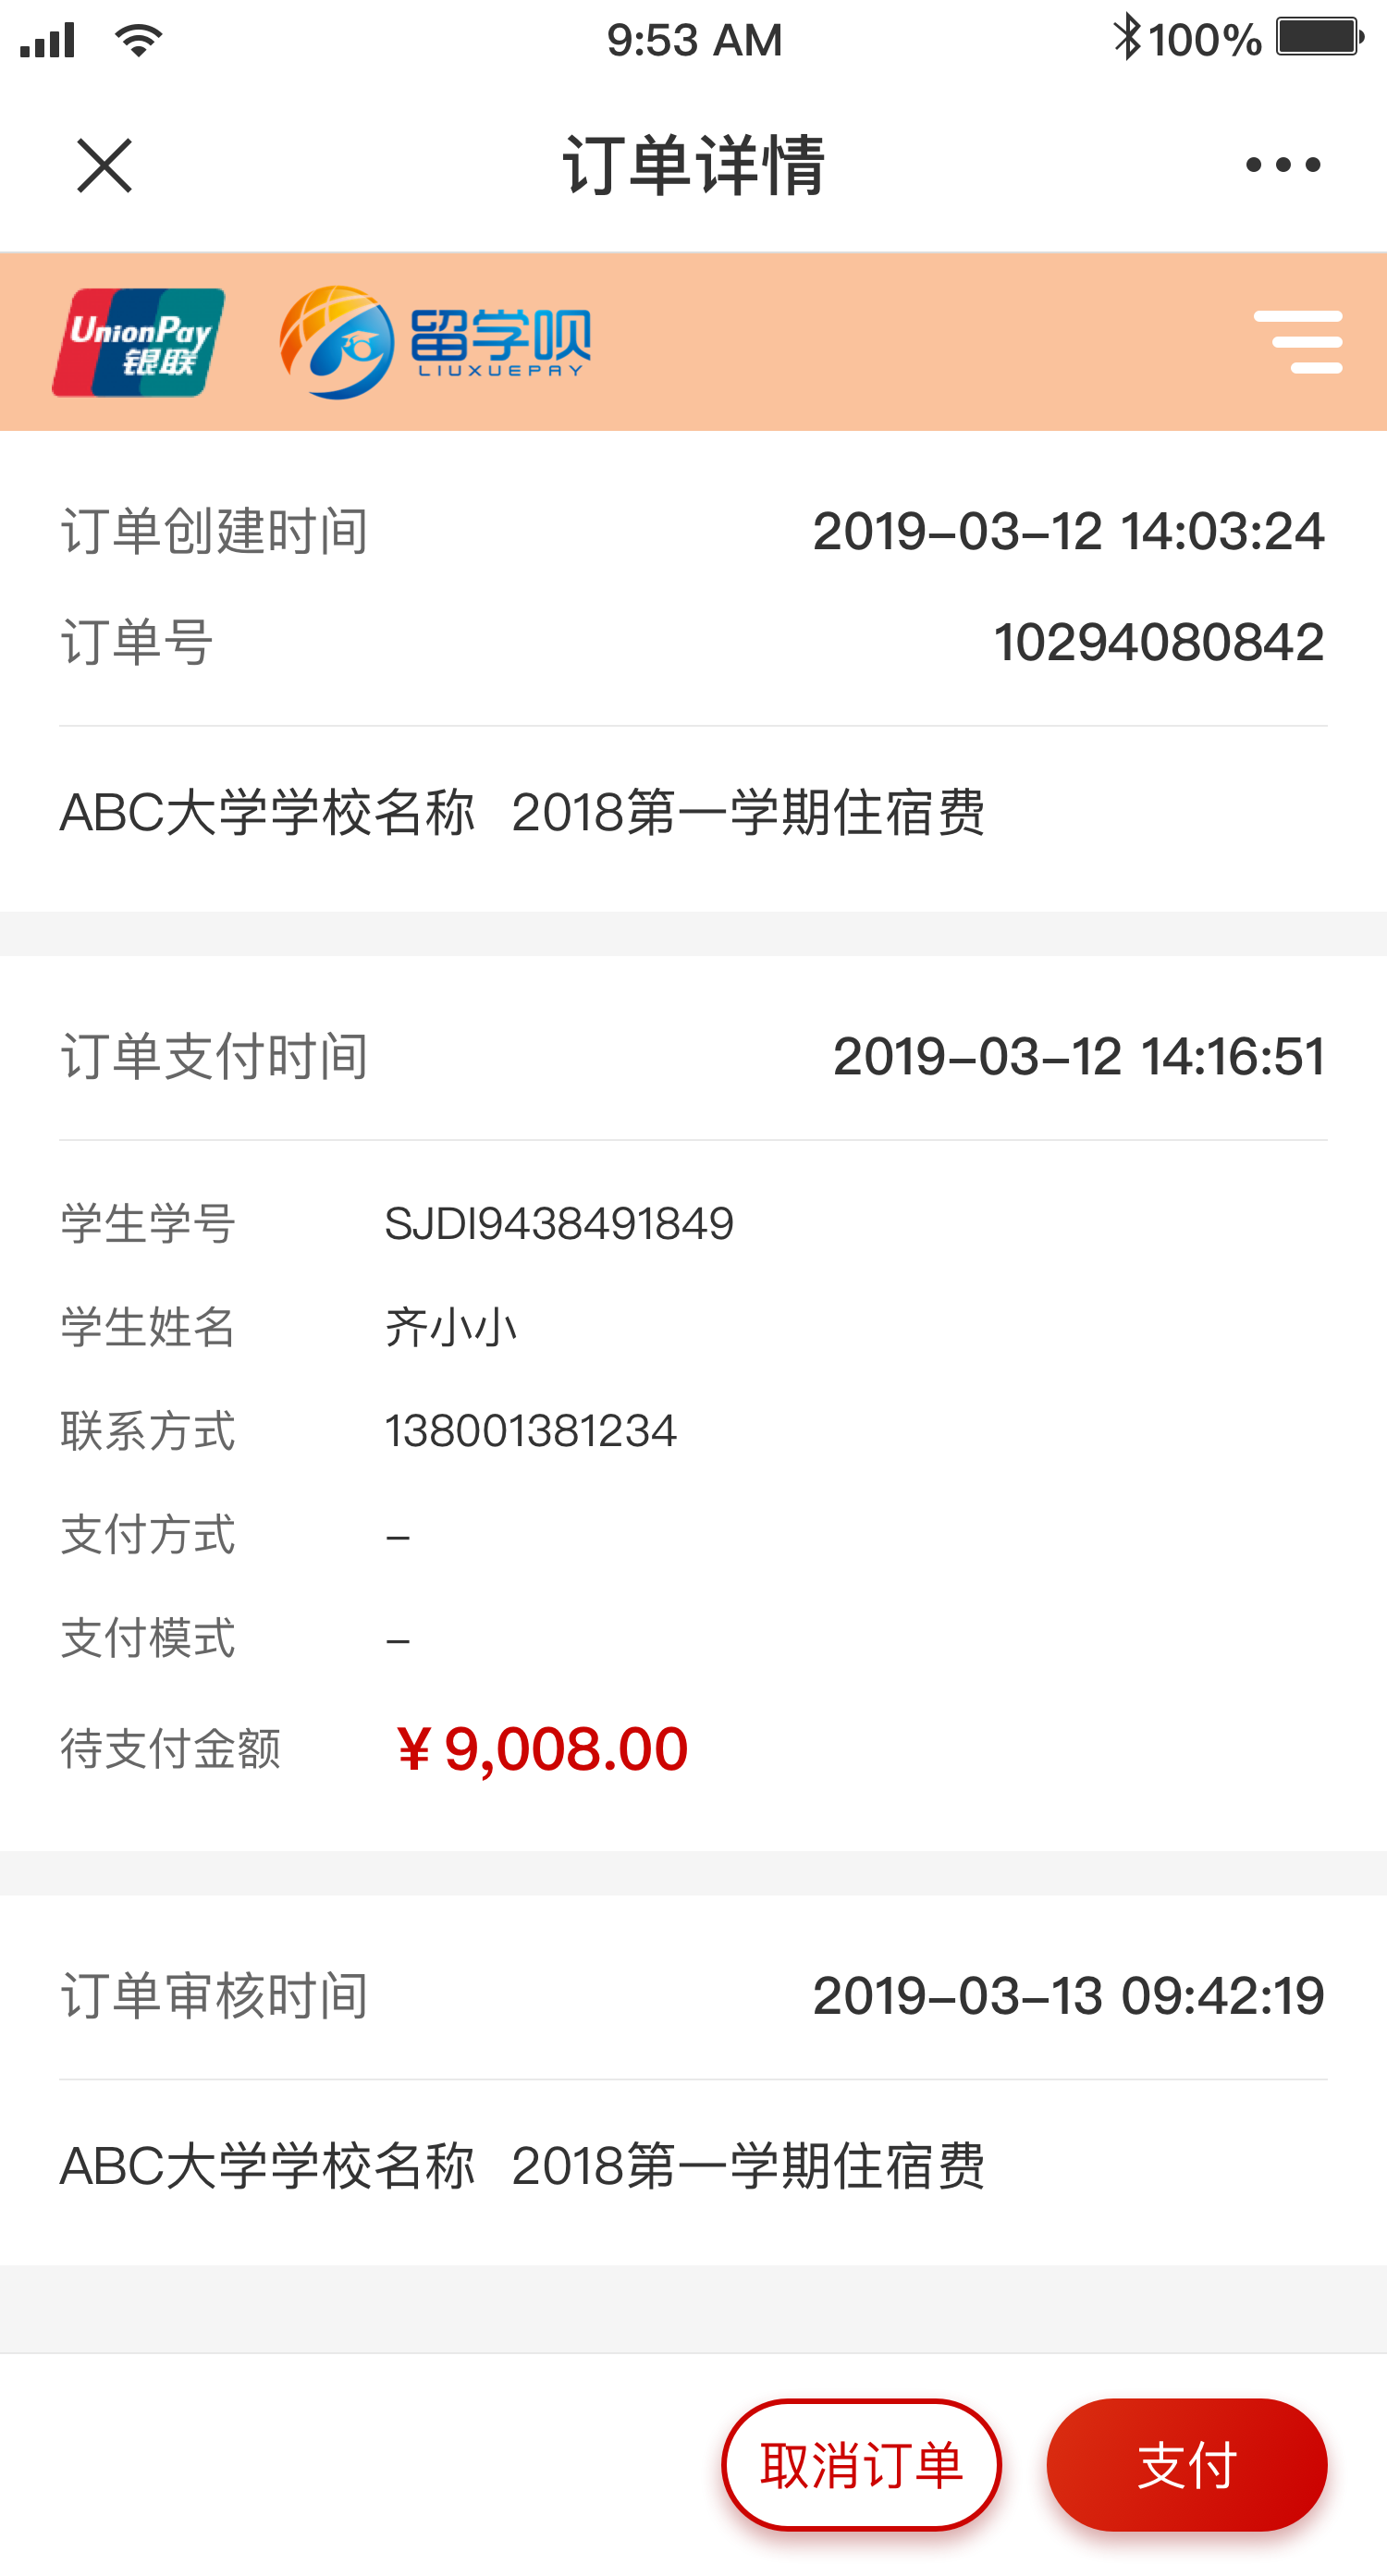 9:53 AM 100%
订单详情
UnionPay 银联 留学呗 LIUXUEPAY
订单创建时间 2019-03-12 14:03:24
订单号 10294080842
ABC大学学校名称 2018第一学期住宿费
订单支付时间 2019-03-12 14:16:51
学生学号 SJDI9438491849
学生姓名 齐小小
联系方式 138001381234
支付方式 -
支付模式 -
待支付金额 ¥ 9,008.00
订单审核时间 2019-03-13 09:42:19
ABC大学学校名称 2018第一学期住宿费
取消订单 支付